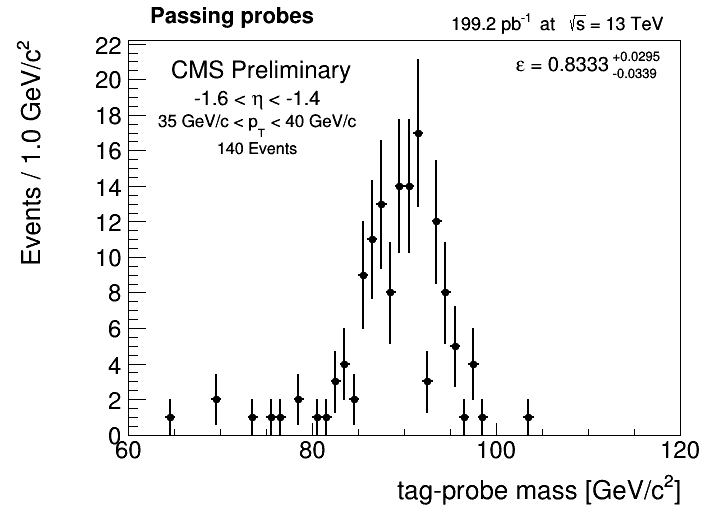 Passing probes
199.2 pb⁻¹ at √s = 13 TeV
CMS Preliminary
-1.6 < η < -1.4
35 GeV/c < p_T < 40 GeV/c
140 Events
ε = 0.8333 +0.0295 -0.0339
Events / 1.0 GeV/c²
22
20
18
16
14
12
10
8
6
4
2
0
60 80 100 120
tag-probe mass [GeV/c²]